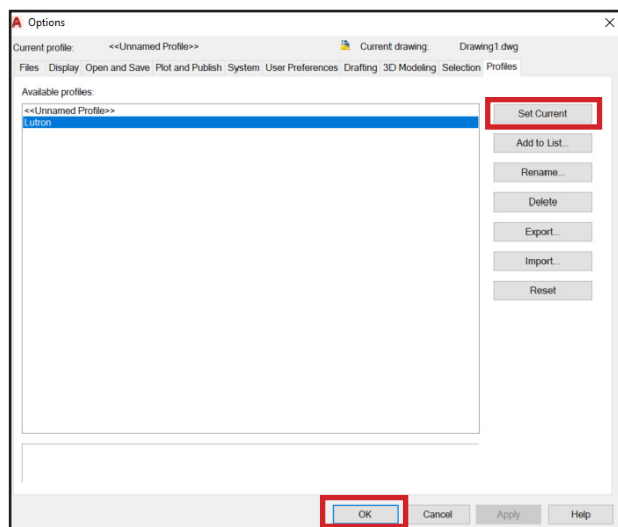 Options
Current profile: <<Unnamed Profile>> Current drawing: Drawing1.dwg
Files Display Open and Save Plot and Publish System User Preferences Drafting 3D Modeling Selection Profiles
Available profiles:
<<Unnamed Profile>>
Lutron
Set Current
Add to List...
Rename...
Delete
Export...
Import...
Reset
OK Cancel Apply Help